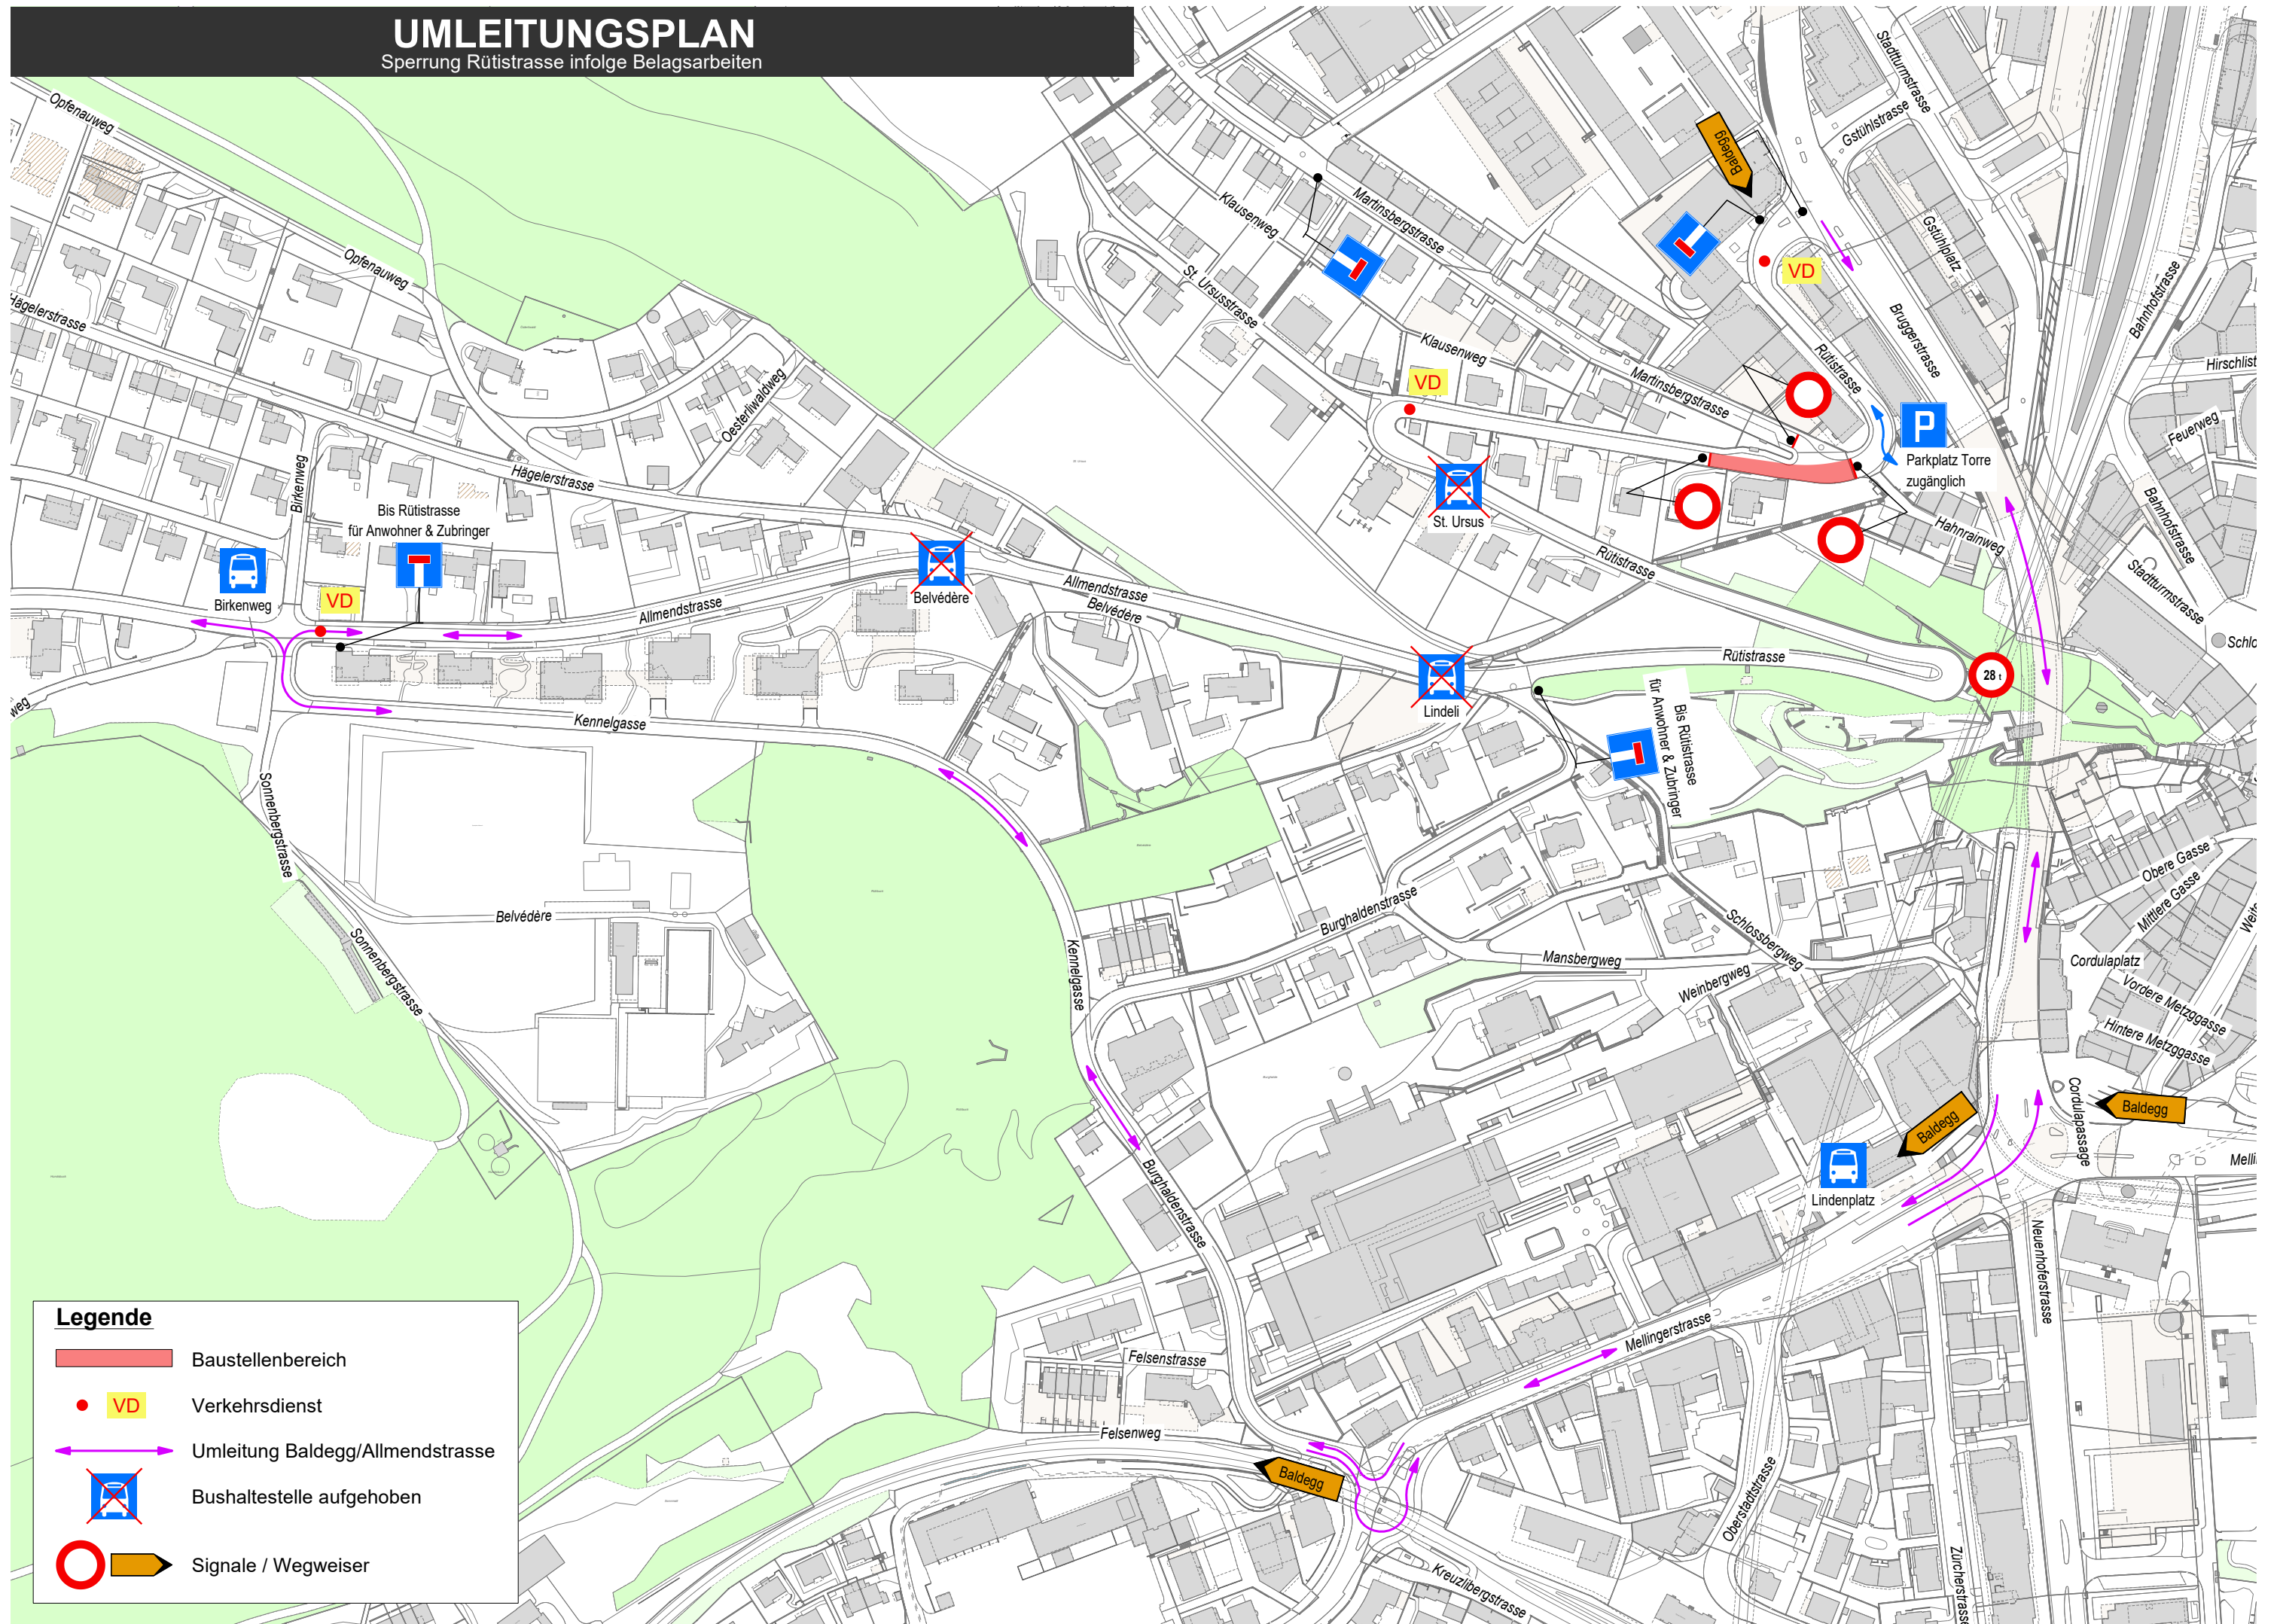 UMLEITUNGSPLAN
Sperrung Rütistrasse infolge Belagsarbeiten
Opfenauweg
Opfenauweg
Hägelerstrasse
Hägelerstrasse
Oesterliwaldweg
Birkenweg
Bis Rütistrasse
für Anwohner & Zubringer
Birkenweg
VD
Allmendstrasse
Belvédère
Allmendstrasse
Belvédère
Kennelgasse
weg
Sonnenbergstrasse
Belvédère
Sonnenbergstrasse
Kennelgasse
Stadtturmstrasse
Gstühlstrasse
Baldegg
Klausenweg
Martinsbergstrasse
Gstühlplatz
VD
St. Ursusstrasse
Bahnhofstrasse
Bruggerstrasse
Klausenweg
Rütistrasse
Hirschlist
VD
Martinsbergstrasse
Feuerweg
P
Parkplatz Torre
zugänglich
St. Ursus
Hahnrainweg
Bahnhofstrasse
Stadtturmstrasse
Rütistrasse
Schlo
Rütistrasse
28 t
Lindeli
Bis Rütistrasse
für Anwohner & Zubringer
Burghaldenstrasse
Schlossbergweg
Mansbergweg
Weinbergweg
Obere Gasse
Mittlere Gasse
Weite
Cordulaplatz
Vordere Metzggasse
Hintere Metzggasse
Cordulapassage
Baldegg
Baldegg
Melli
Lindenplatz
Neuenhoferstrasse
Burghaldenstrasse
Mellingerstrasse
Felsenstrasse
Felsenweg
Baldegg
Oberstadtstrasse
Zürcherstrasse
Kreuzlibergstrasse
Legende
Baustellenbereich
VD Verkehrsdienst
Umleitung Baldegg/Allmendstrasse
Bushaltestelle aufgehoben
Signale / Wegweiser